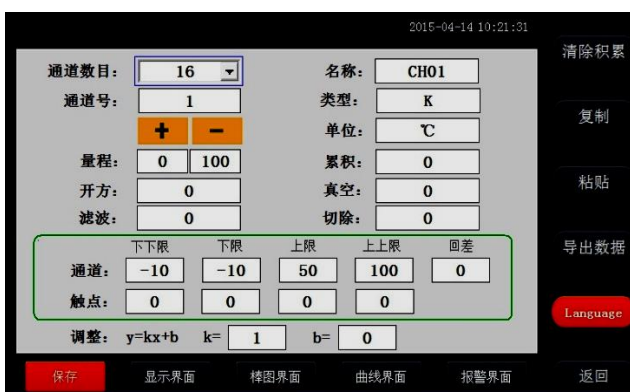 2015-04-14 10:21:31
清除积累
通道数目： 16 名称： CH01
通道号： 1 类型： K
复制
+ − 单位： ℃
量程： 0 100 累积： 0
粘贴
开方： 0 真空： 0
滤波： 0 切除： 0
下下限 下限 上限 上上限 回差
导出数据
通道： -10 -10 50 100 0
触点： 0 0 0 0
Language
调整： y=kx+b k= 1 b= 0
保存 显示界面 棒图界面 曲线界面 报警界面 返回